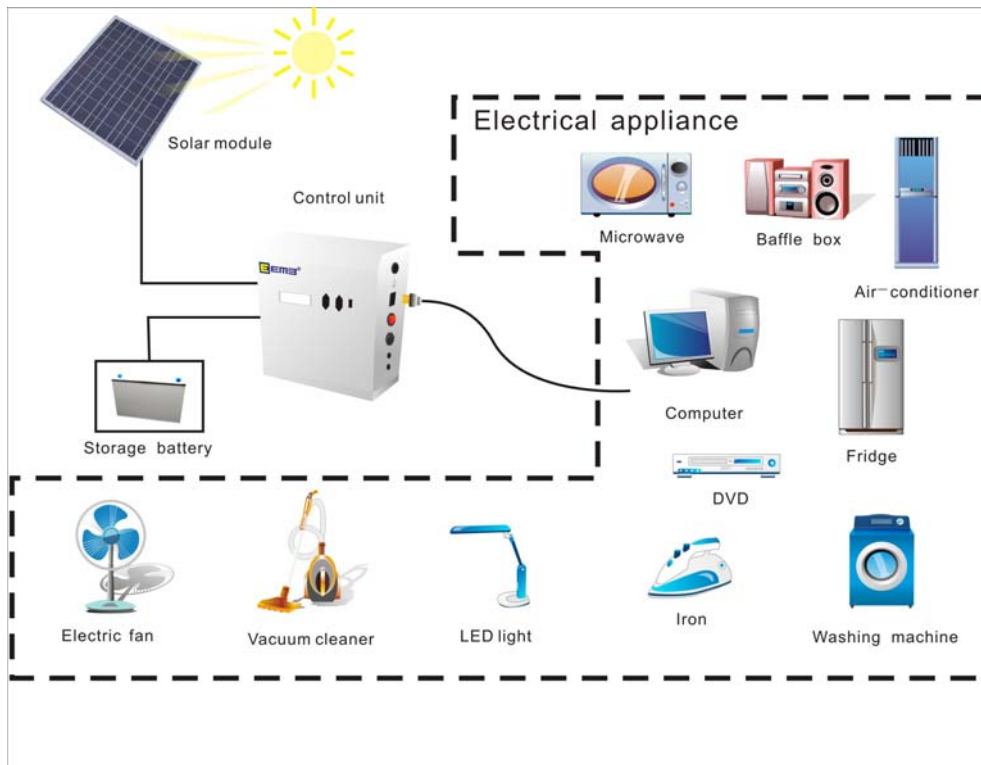 Solar module
Electrical appliance
Control unit
Microwave
Baffle box
Air-conditioner
EEMB®
Computer
Storage battery
Fridge
DVD
Electric fan
Vacuum cleaner
LED light
Iron
Washing machine